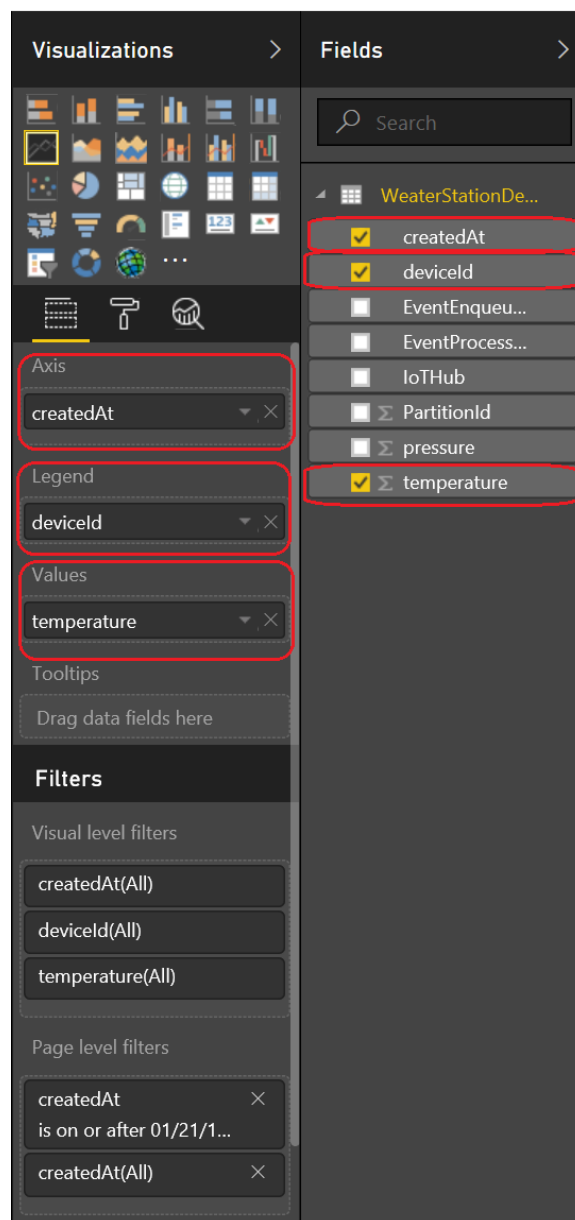 Visualizations
Fields
Search
123
WeaterStationDe...
createdAt
deviceId
EventEnqueu...
EventProcess...
IoTHub
PartitionId
pressure
temperature
Axis
createdAt
Legend
deviceId
Values
temperature
Tooltips
Drag data fields here
Filters
Visual level filters
createdAt(All)
deviceId(All)
temperature(All)
Page level filters
createdAt
is on or after 01/21/1...
createdAt(All)